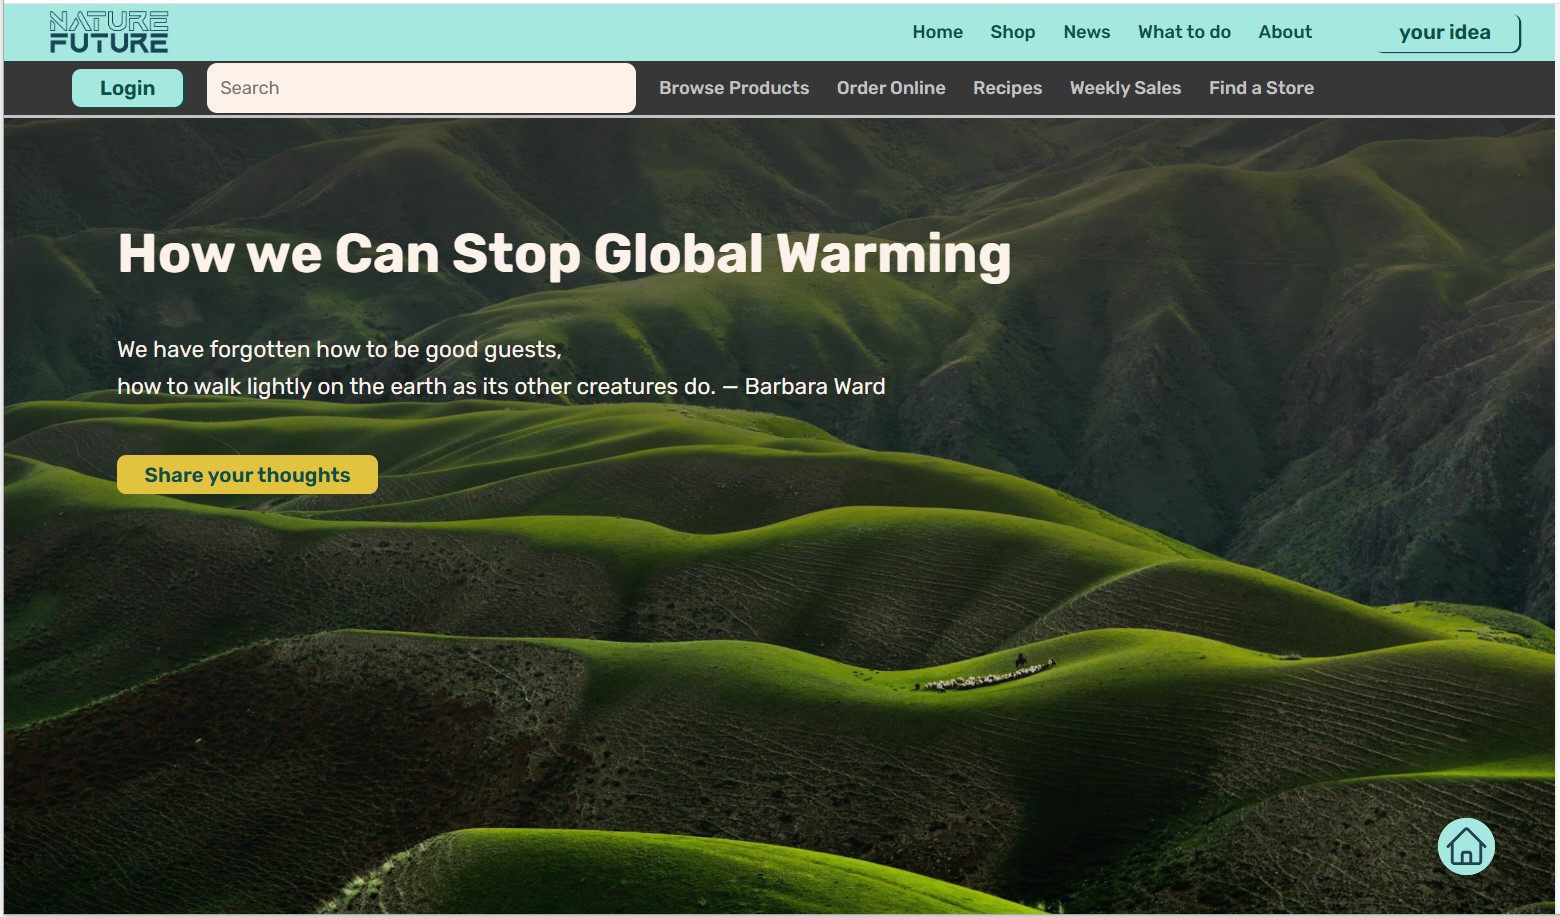 NATURE
FUTURE
Home Shop News What to do About your idea
Login Search Browse Products Order Online Recipes Weekly Sales Find a Store
How we Can Stop Global Warming
We have forgotten how to be good guests,
how to walk lightly on the earth as its other creatures do. – Barbara Ward
Share your thoughts